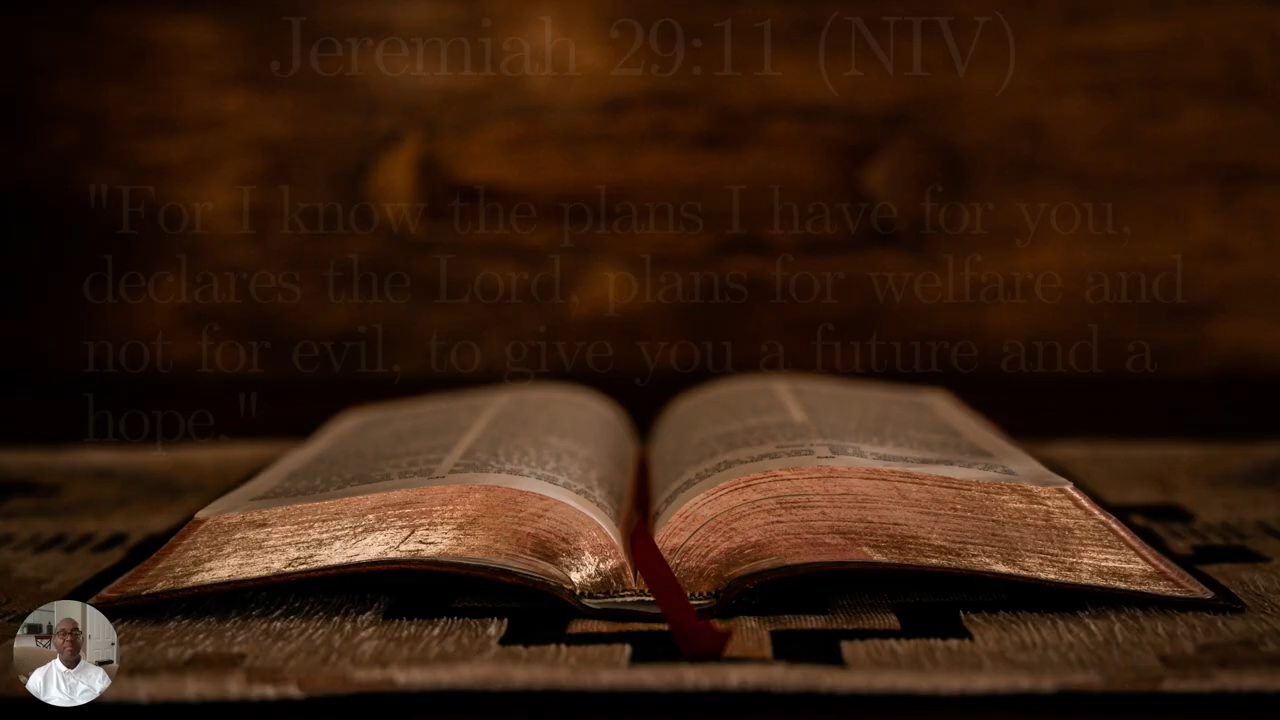 Jeremiah 29:11 (NIV)
"For I know the plans I have for you,
declares the Lord, plans for welfare and
not for evil, to give you a future and a
hope."